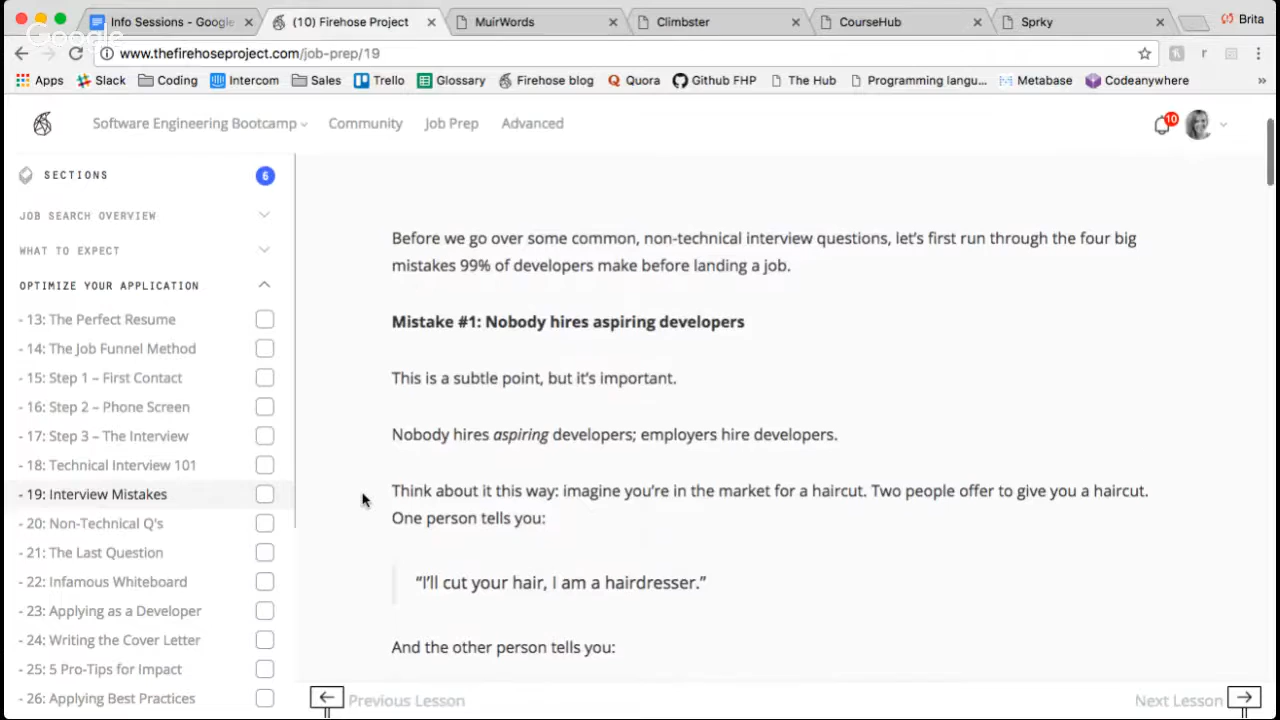 Info Sessions - Google
(10) Firehose Project
MuirWords
Climbster
CourseHub
Sprky
Brita
Google
www.thefirehoseproject.com/job-prep/19
Apps
Slack
Coding
Intercom
Sales
Trello
Glossary
Firehose blog
Quora
Github FHP
The Hub
Programming langu...
Metabase
Codeanywhere
»
Software Engineering Bootcamp
Community
Job Prep
Advanced
10
SECTIONS
6
JOB SEARCH OVERVIEW
WHAT TO EXPECT
OPTIMIZE YOUR APPLICATION
- 13: The Perfect Resume
- 14: The Job Funnel Method
- 15: Step 1 – First Contact
- 16: Step 2 – Phone Screen
- 17: Step 3 – The Interview
- 18: Technical Interview 101
- 19: Interview Mistakes
- 20: Non-Technical Q's
- 21: The Last Question
- 22: Infamous Whiteboard
- 23: Applying as a Developer
- 24: Writing the Cover Letter
- 25: 5 Pro-Tips for Impact
- 26: Applying Best Practices
Before we go over some common, non-technical interview questions, let's first run through the four big
mistakes 99% of developers make before landing a job.
Mistake #1: Nobody hires aspiring developers
This is a subtle point, but it's important.
Nobody hires aspiring developers; employers hire developers.
Think about it this way: imagine you're in the market for a haircut. Two people offer to give you a haircut.
One person tells you:
“I'll cut your hair, I am a hairdresser.”
And the other person tells you:
Previous Lesson
Next Lesson